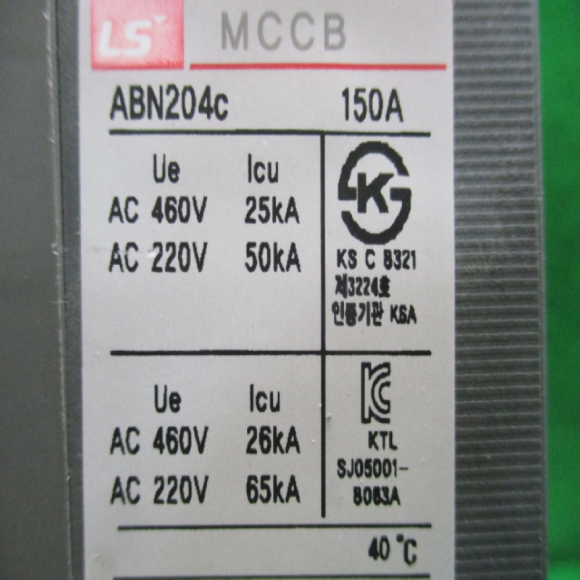 LS MCCB
ABN204c 150A
Ue Icu
AC 460V 25kA
AC 220V 50kA
KS C 8321
제3224호
인증기관 KSA
Ue Icu
AC 460V 26kA
AC 220V 65kA
KTL
SJ05001-
8063A
40 °C